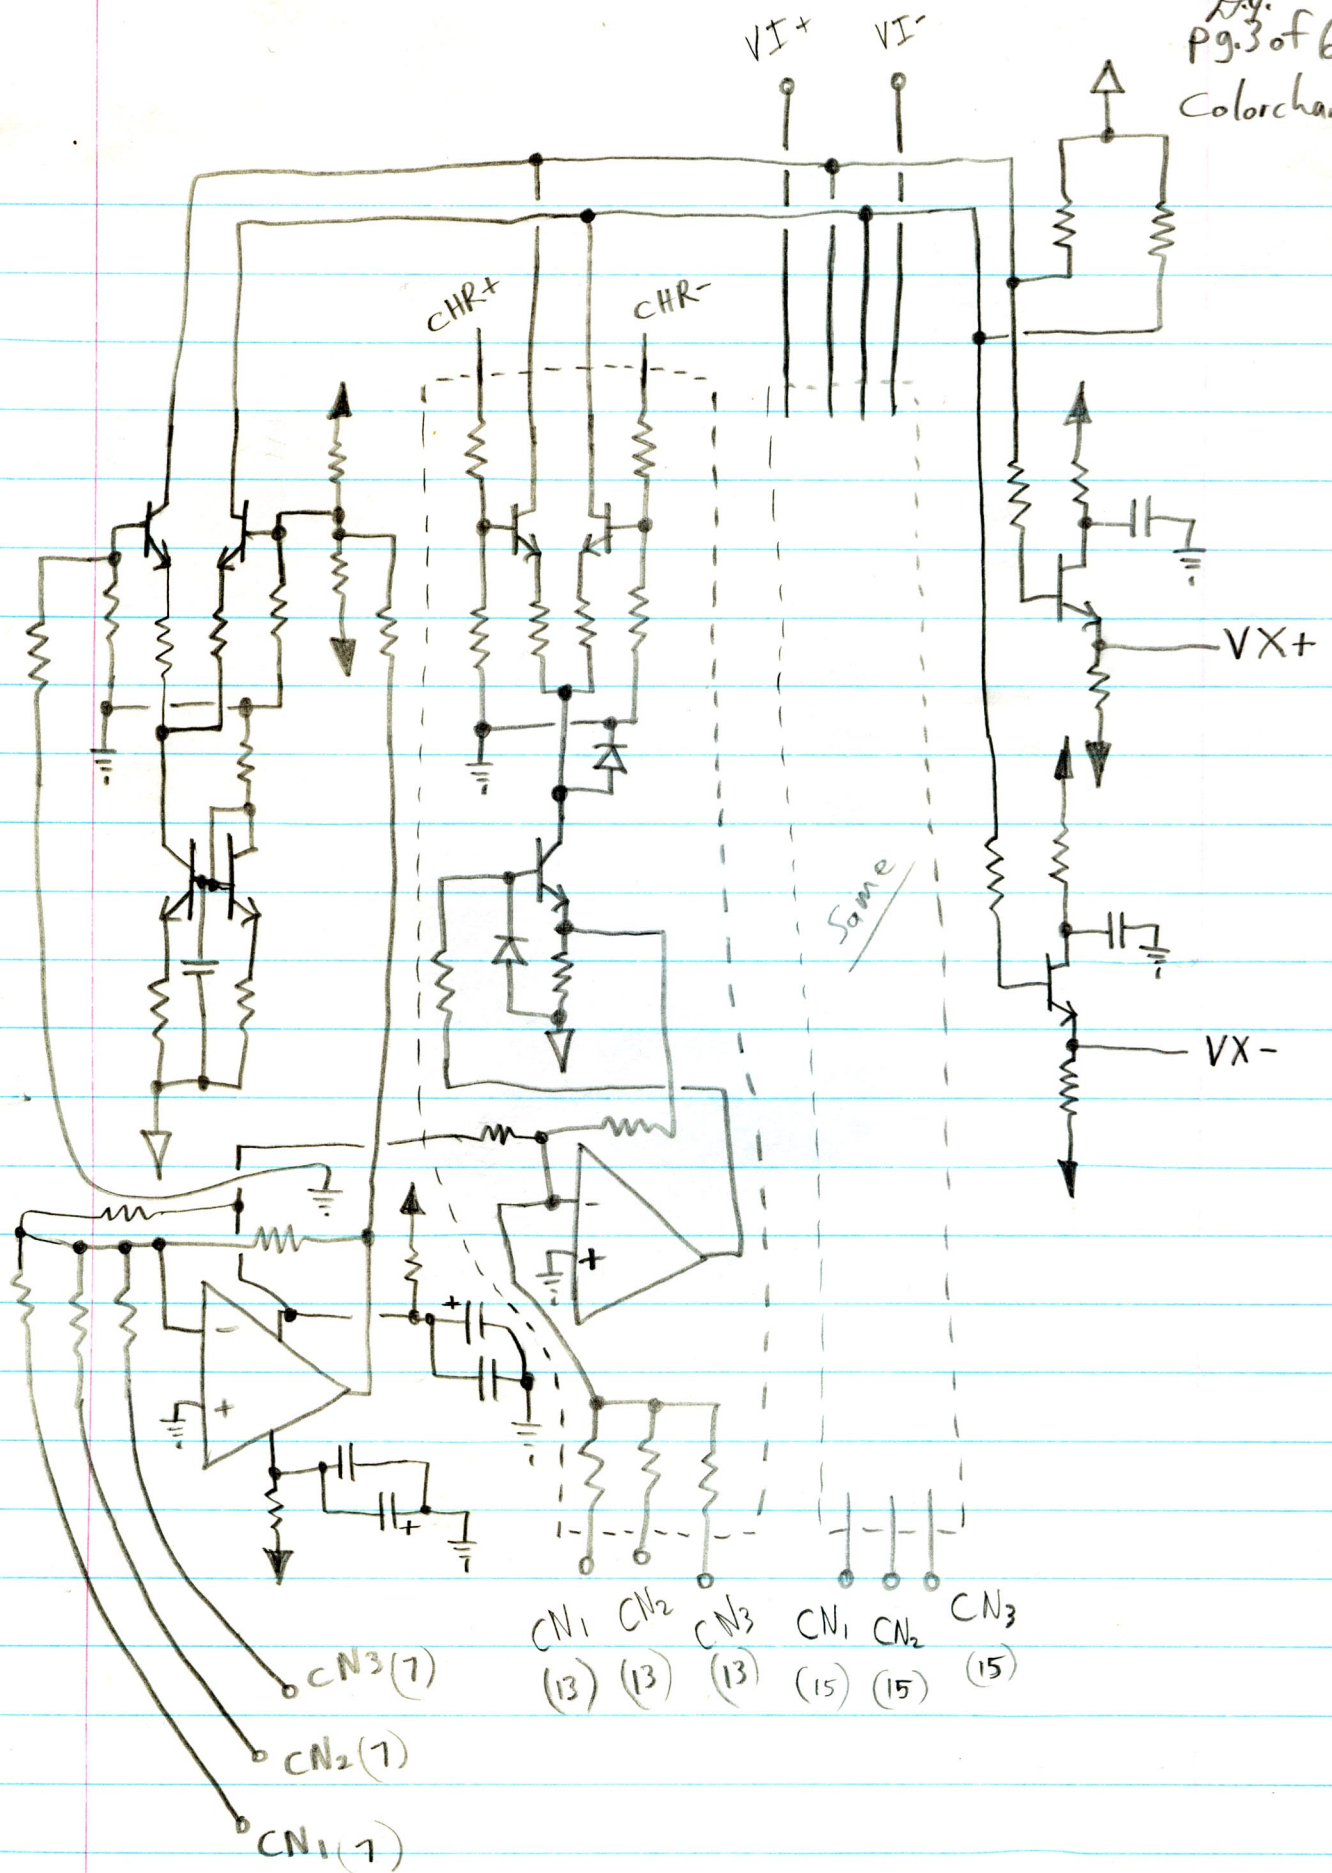 pg.3 of 6
VI+ VI-
CHR+ CHR-
VX+
Same
VX-
CN3(7)
CN2(7)
CN1(7)
CN1 (13)
CN2 (13)
CN3 (13)
CN1 (15)
CN2 (15)
CN3 (15)